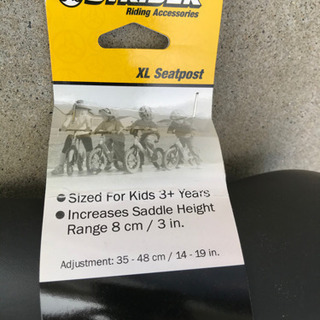 STRIDER
Riding Accessories
XL Seatpost
Sized For Kids 3+ Years
Increases Saddle Height
Range 8 cm / 3 in.
Adjustment: 35 - 48 cm / 14 - 19 in.